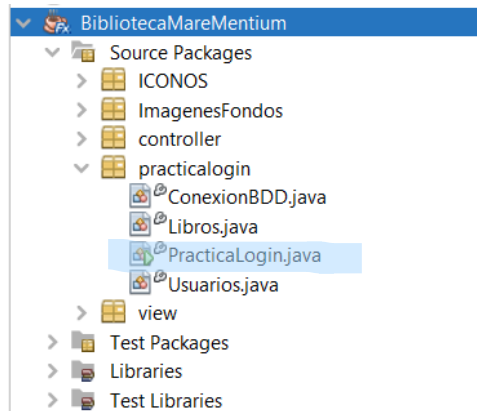 BibliotecaMareMentium
Source Packages
ICONOS
ImagenesFondos
controller
practicalogin
ConexionBDD.java
Libros.java
PracticaLogin.java
Usuarios.java
view
Test Packages
Libraries
Test Libraries